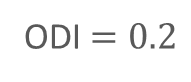 ODI = 0.2